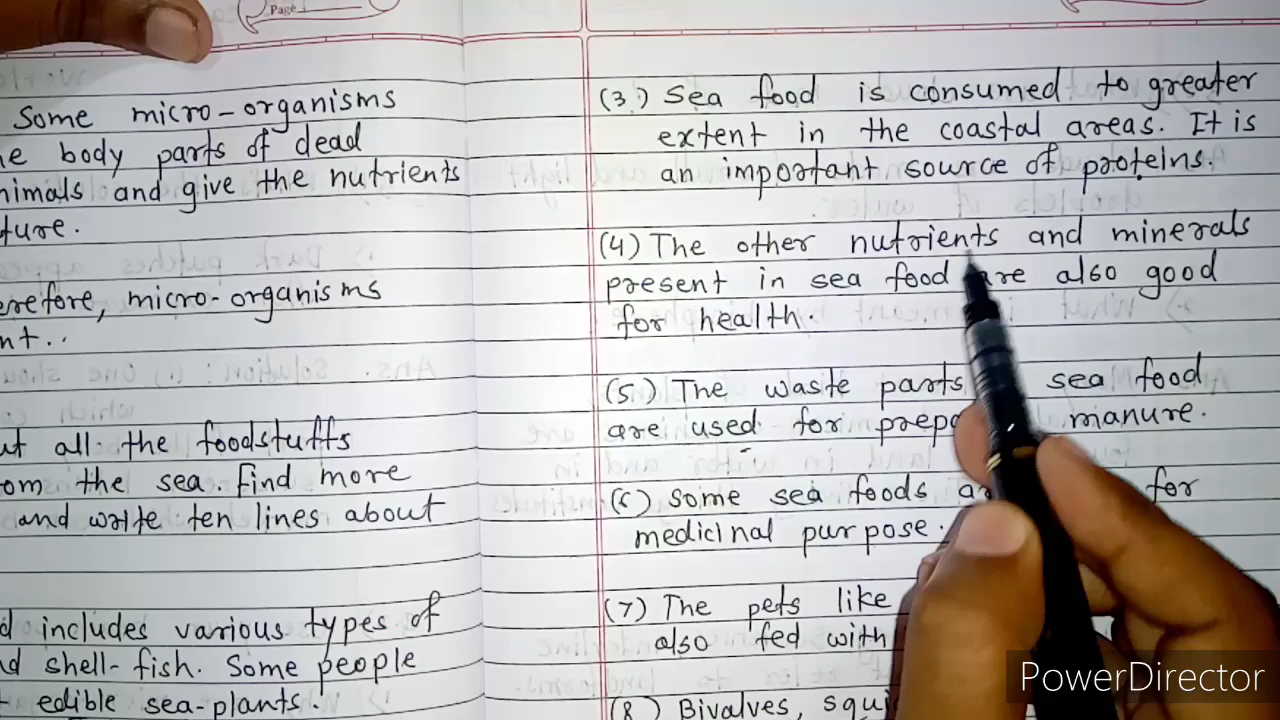 Page
Some micro-organisms
he body parts of dead
nimals and give the nutrients
ture.
erefore, micro-organisms
nt..
ut all the foodstuffs
om the sea. Find more
and write ten lines about
d includes various types of
nd shell-fish. Some people
t edible sea-plants.
(3.) Sea food is consumed to greater
extent in the coastal areas. It is
an important source of proteins.
(4) The other nutrients and minerals
present in sea food are also good
for health.
(5) The waste parts sea food
are used for prepa manure.
(6) Some sea foods a for
medicinal purpose.
(7) The pets like
also fed with
(8) Bivalves, squi
PowerDirector